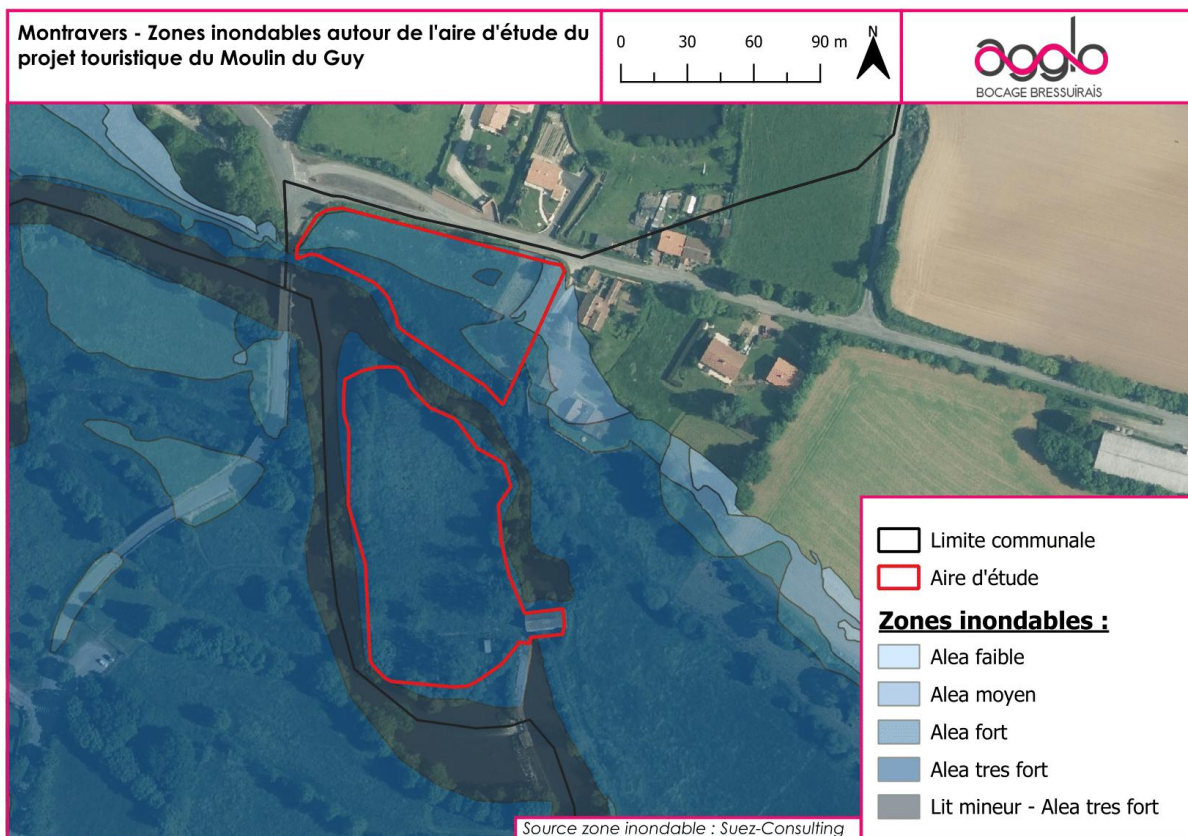 Montravers - Zones inondables autour de l'aire d'étude du
projet touristique du Moulin du Guy
0 30 60 90 m
N
agglo
BOCAGE BRESSUIRAIS
Limite communale
Aire d'étude
Zones inondables :
Alea faible
Alea moyen
Alea fort
Alea tres fort
Lit mineur - Alea tres fort
Source zone inondable : Suez-Consulting